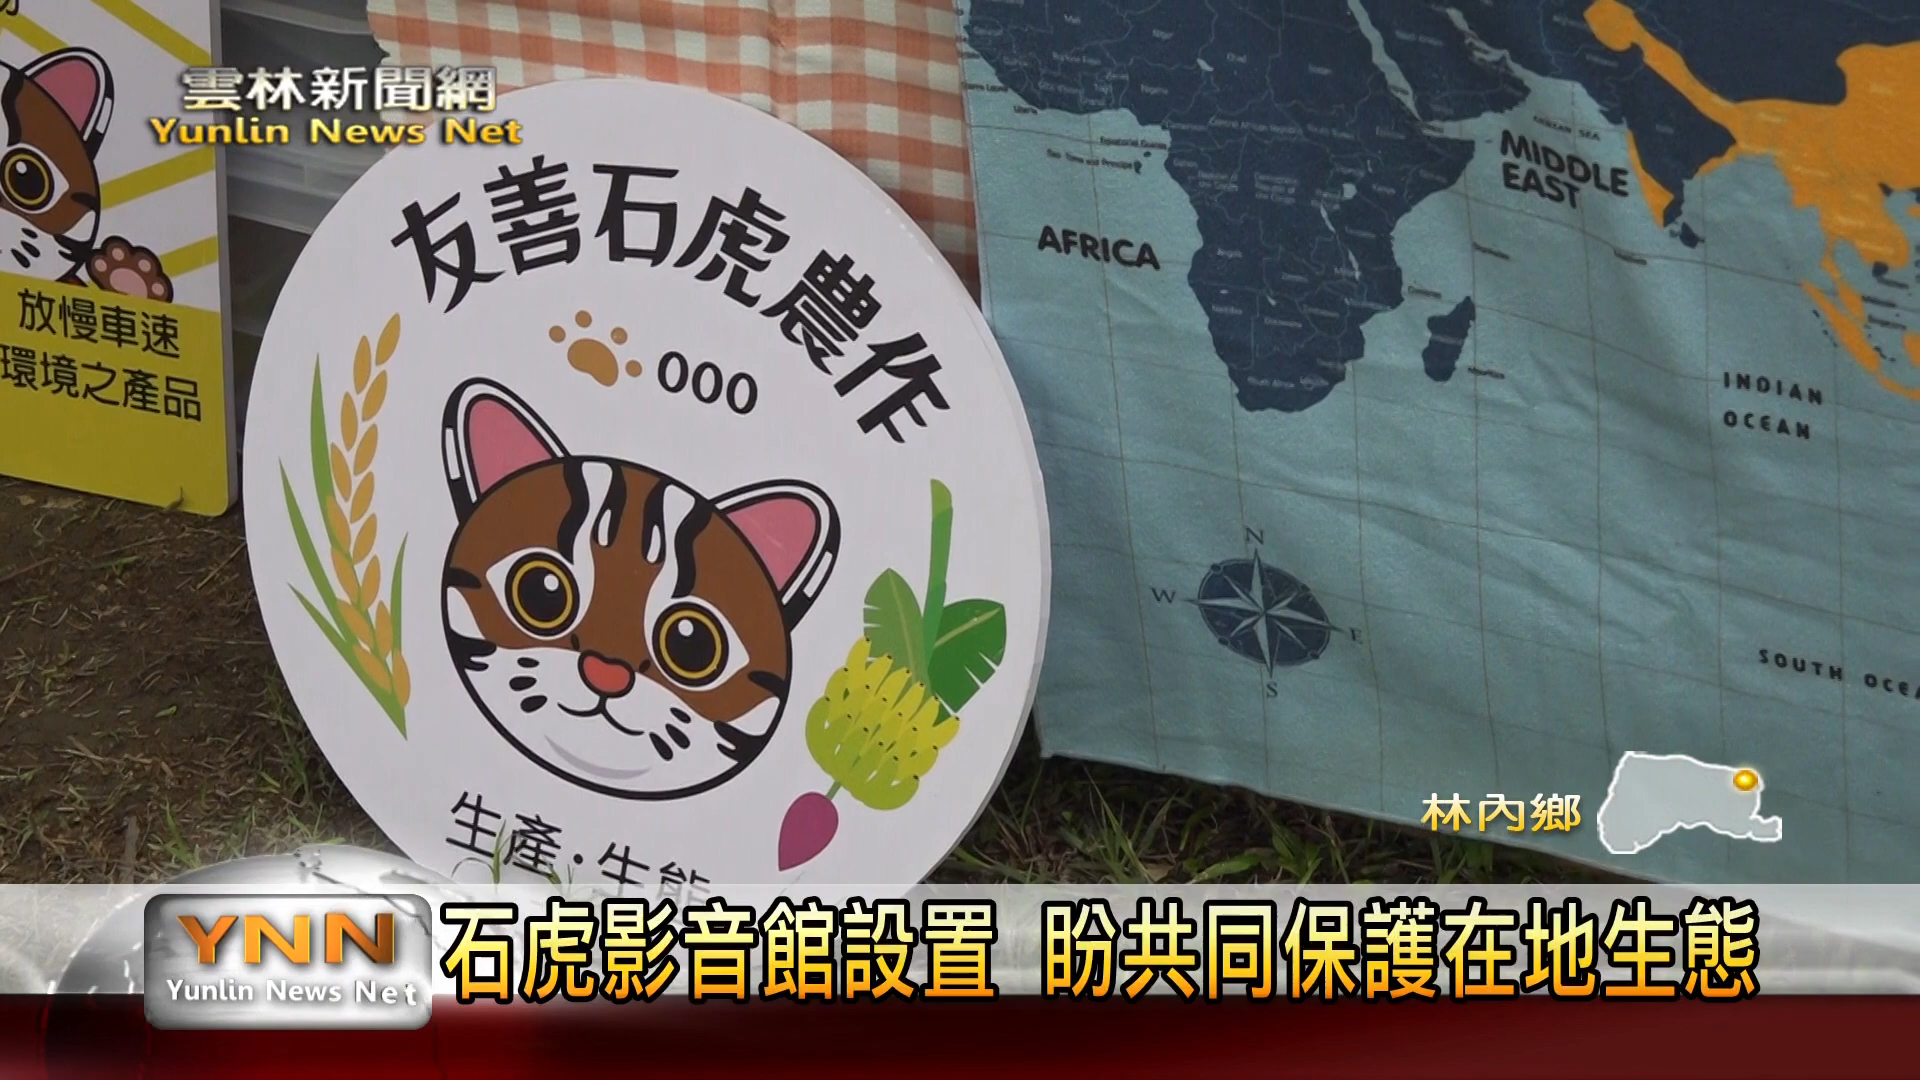 雲林新聞網
Yunlin News Net
放慢車速
環境之產品
友善石虎農作
000
生產·生態
AFRICA
MIDDLE
EAST
ARABIAN SEA
INDIAN
OCEAN
N
W
E
S
SOUTH OCEA
林內鄉
YNN
Yunlin News Net
石虎影音館設置 盼共同保護在地生態